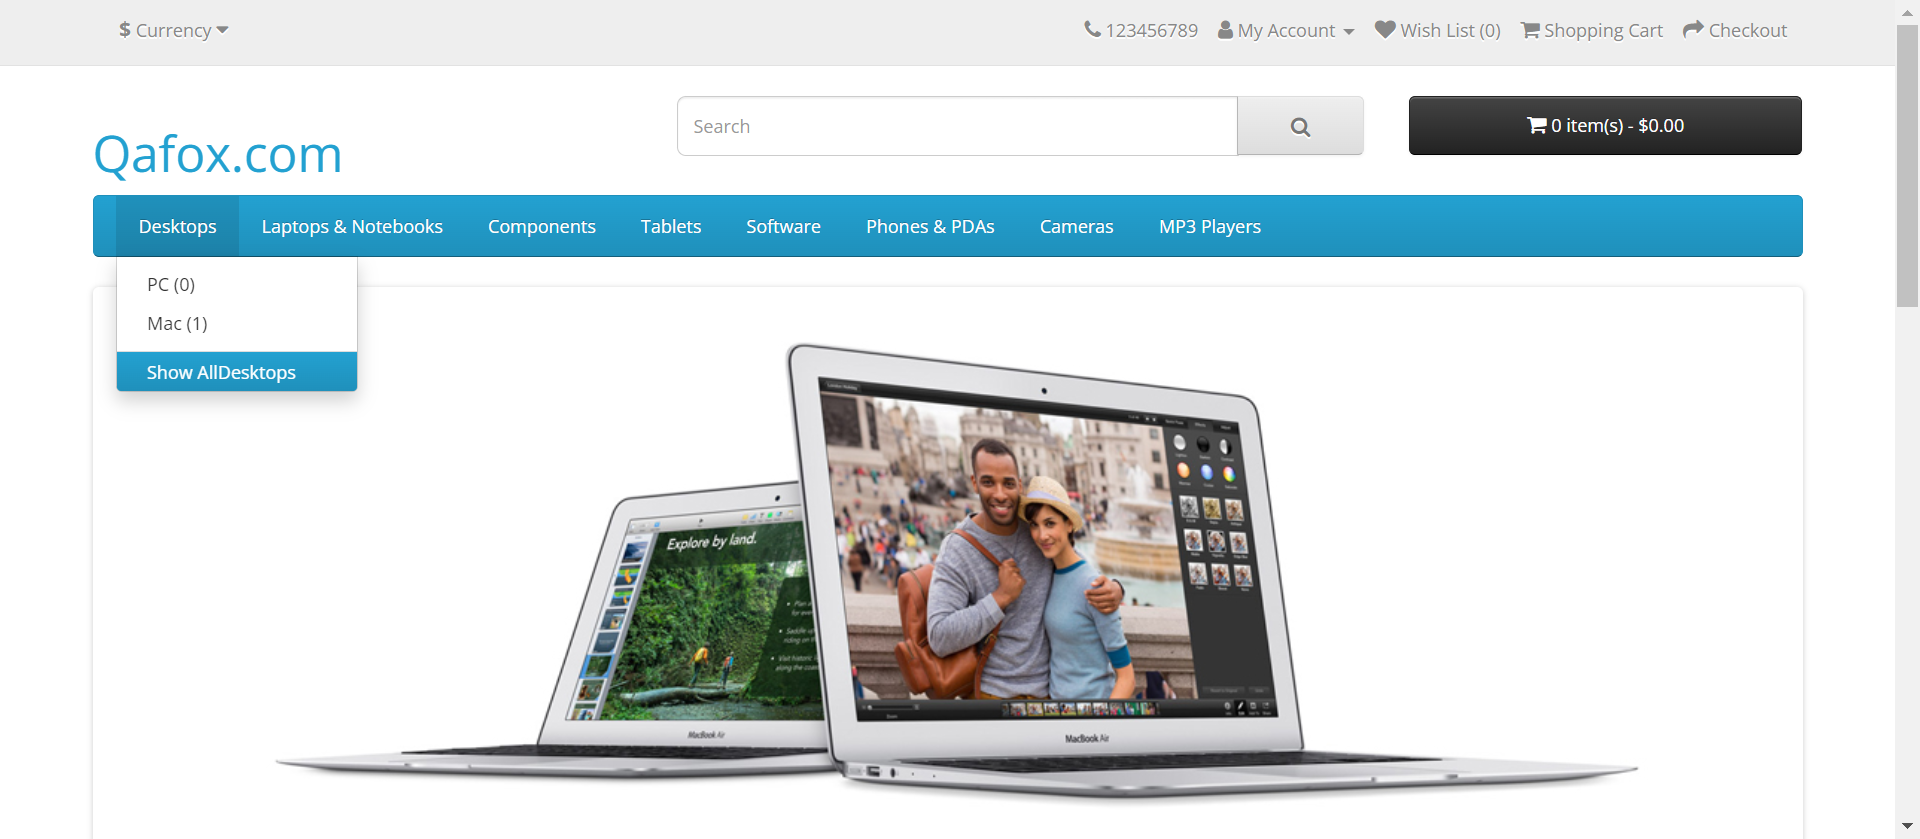 $ Currency
123456789 My Account Wish List (0) Shopping Cart Checkout
Qafox.com
Search
0 item(s) - $0.00
Desktops Laptops & Notebooks Components Tablets Software Phones & PDAs Cameras MP3 Players
PC (0)
Mac (1)
Show AllDesktops
Explore by land.
MacBook Air
MacBook Air